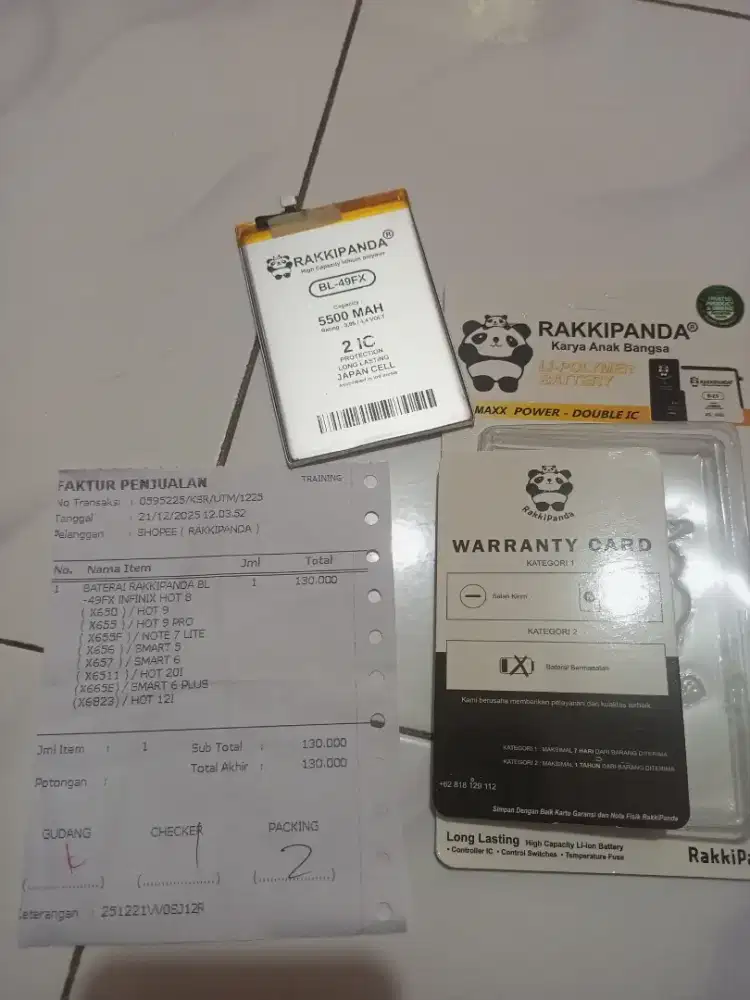 RAKKIPANDA®
High Capacity lithium polymer
BL-49FX
Capacity :
5500 MAH
2 IC
PROTECTION
LONG LASTING
JAPAN CELL
RAKKIPANDA®
Karya Anak Bangsa
LI-POLYMER
BATTERY
MAXX POWER - DOUBLE IC
FAKTUR PENJUALAN
TRAINING
No Transaksi : 0595225/KSR/UTM/1225
Tanggal : 21/12/2025 12.03.52
Pelanggan : SHOPEE ( RAKKIPANDA )
No. Nama Item Jml Total
1 BATERAI RAKKIPANDA BL 1 130.000
-49FX INFINIX HOT 8
( X650 ) / HOT 9
( X655 ) / HOT 9 PRO
( X655F ) / NOTE 7 LITE
( X656 ) / SMART 5
( X657 ) / SMART 6
( X6511 ) / HOT 20I
(X665E) / SMART 6 PLUS
(X6823) / HOT 12I
Jml Item : 1 Sub Total : 130.000
Total Akhir : 130.000
Potongan :
GUDANG CHECKER PACKING
2
(..................) (..................) (..................)
Keterangan : 251221VV0SJ12R
RakkiPanda
WARRANTY CARD
KATEGORI 1
Salah Kirim
KATEGORI 2
Baterai Bermasalah
Kami berusaha memberikan pelayanan dan kualitas terbaik.
KATEGORI 1 : MAKSIMAL 7 HARI DARI BARANG DITERIMA
KATEGORI 2 : MAKSIMAL 1 TAHUN DARI BARANG DITERIMA
+62 818 129 112
Simpan Dengan Baik Kartu Garansi dan Nota Fisik RakkiPanda
Long Lasting High Capacity Li-Ion Battery
• Controller IC • Control Switches • Temperature Fuse
RakkiPa